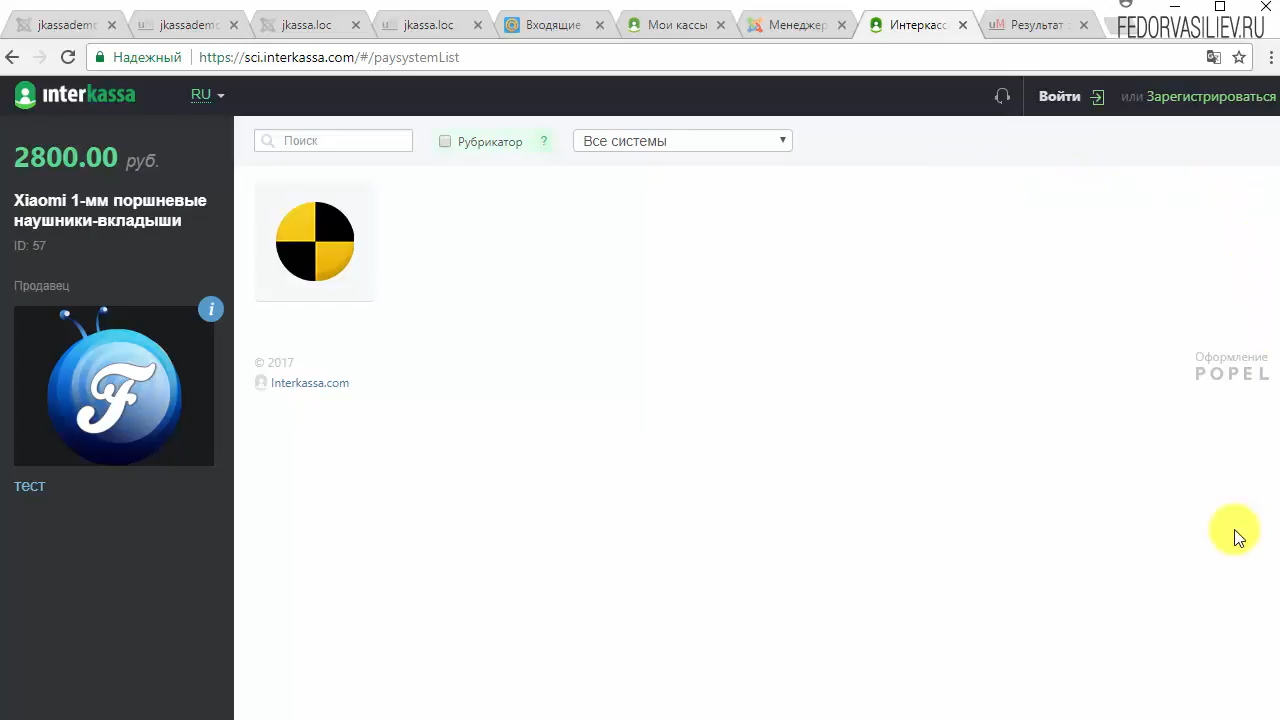 jkassademo
jkassademo
jkassa.loc
jkassa.loc
Входящие
Мои кассы
Менеджер
Интеркасс
Результат з
FEDORVASILIEV.RU
Надежный
https://sci.interkassa.com/#/paysystemList
interkassa
RU
Войти
или Зарегистрироваться
2800.00 руб.
Поиск
Рубрикатор
?
Все системы
Xiaomi 1-мм поршневые
наушники-вкладыши
ID: 57
Продавец
i
F
тест
© 2017
Interkassa.com
Оформление
POPEL